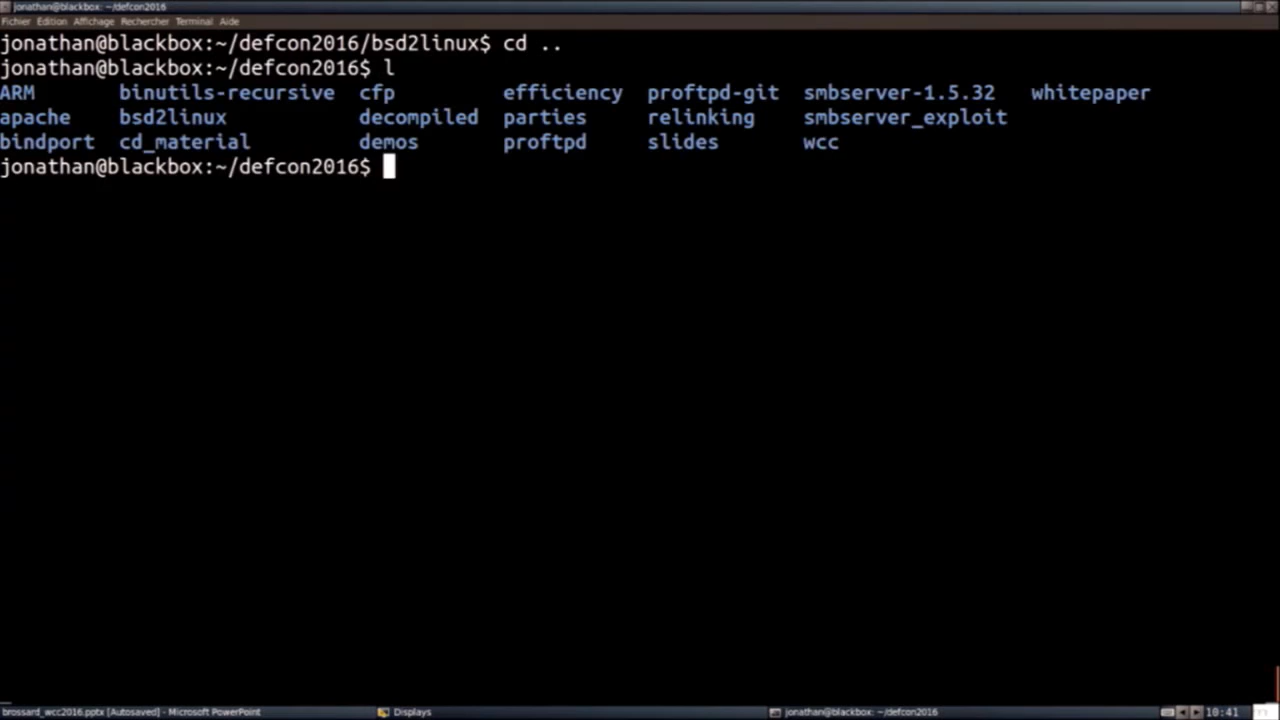 jonathan@blackbox: ~/defcon2016
Fichier Edition Affichage Rechercher Terminal Aide
jonathan@blackbox:~/defcon2016/bsd2linux$ cd ..
jonathan@blackbox:~/defcon2016$ l
ARM binutils-recursive cfp efficiency proftpd-git smbserver-1.5.32 whitepaper
apache bsd2linux decompiled parties relinking smbserver_exploit
bindport cd_material demos proftpd slides wcc
jonathan@blackbox:~/defcon2016$
brossard_wcc2016.pptx [Autosaved] - Microsoft PowerPoint Displays jonathan@blackbox: ~/defcon2016 10:41